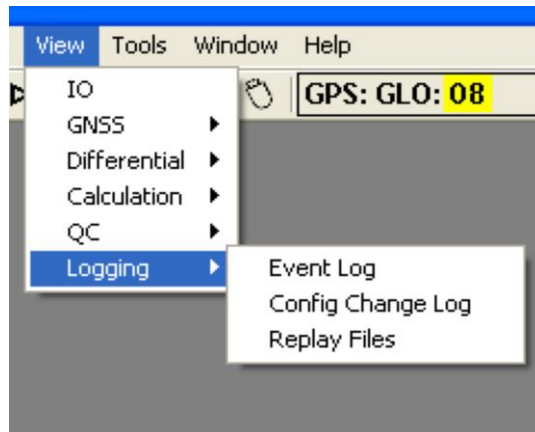 View Tools Window Help
GPS: GLO: 08
IO
GNSS
Differential
Calculation
QC
Logging
Event Log
Config Change Log
Replay Files